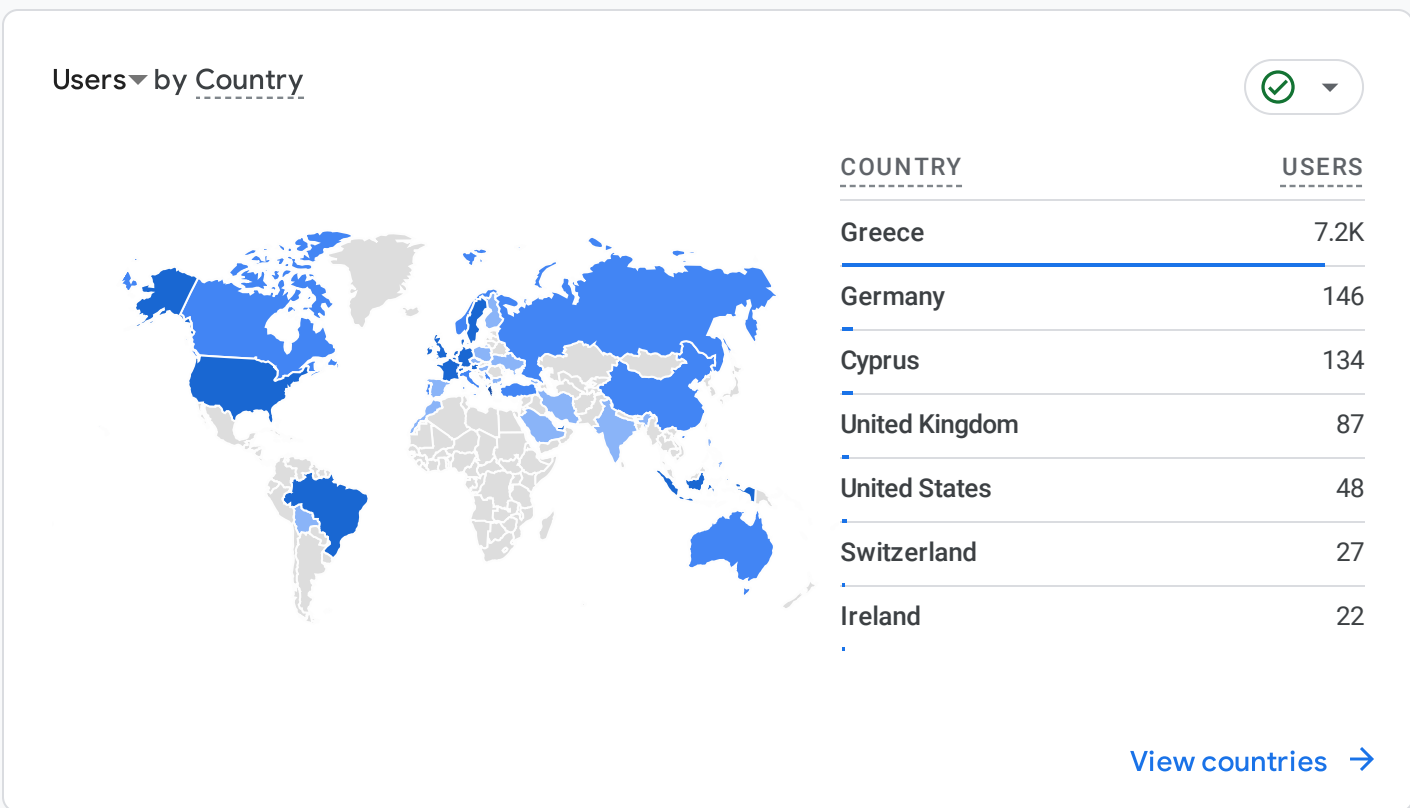 Users by Country
COUNTRY USERS
Greece 7.2K
Germany 146
Cyprus 134
United Kingdom 87
United States 48
Switzerland 27
Ireland 22
View countries